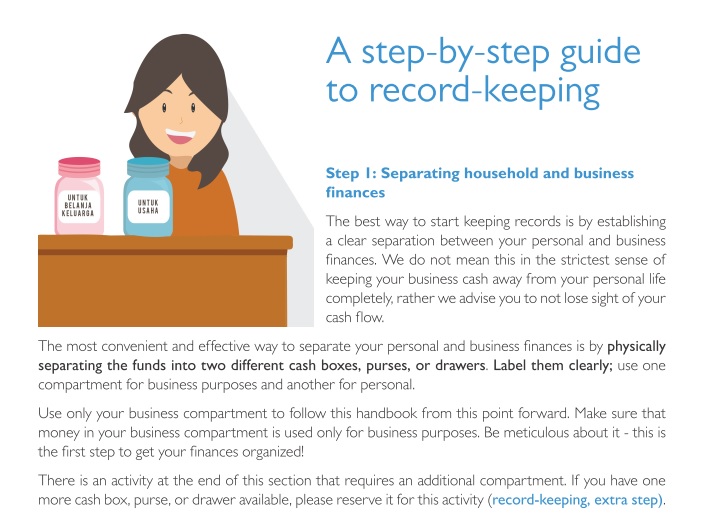 A step-by-step guide
to record-keeping
UNTUK
BELANJA
KELUARGA
UNTUK
USAHA
Step 1: Separating household and business
finances
The best way to start keeping records is by establishing
a clear separation between your personal and business
finances. We do not mean this in the strictest sense of
keeping your business cash away from your personal life
completely, rather we advise you to not lose sight of your
cash flow.
The most convenient and effective way to separate your personal and business finances is by physically
separating the funds into two different cash boxes, purses, or drawers. Label them clearly; use one
compartment for business purposes and another for personal.
Use only your business compartment to follow this handbook from this point forward. Make sure that
money in your business compartment is used only for business purposes. Be meticulous about it - this is
the first step to get your finances organized!
There is an activity at the end of this section that requires an additional compartment. If you have one
more cash box, purse, or drawer available, please reserve it for this activity (record-keeping, extra step).